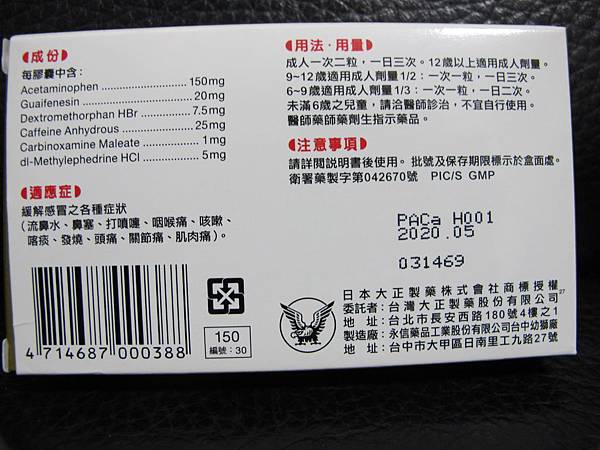 成份
每膠囊中含：
Acetaminophen ........................ 150mg
Guaifenesin ............................. 20mg
Dextromethorphan HBr ........... 7.5mg
Caffeine Anhydrous .................. 25mg
Carbinoxamine Maleate ............ 1mg
dl-Methylephedrine HCl ............ 5mg
適應症
緩解感冒之各種症狀
（流鼻水、鼻塞、打噴嚏、咽喉痛、咳嗽、
喀痰、發燒、頭痛、關節痛、肌肉痛）。
4 714687 000388
150
編號：30
用法・用量
成人一次二粒，一日三次。12歲以上適用成人劑量。
9～12歲適用成人劑量1/2：一次一粒，一日三次。
6～9歲適用成人劑量1/3：一次一粒，一日二次。
未滿6歲之兒童，請洽醫師診治，不宜自行使用。
醫師藥師藥劑生指示藥品。
注意事項
請詳閱說明書後使用。 批號及保存期限標示於盒面處。
衛署藥製字第042670號 PIC/S GMP
PACa H001
2020.05
031469
日本大正製藥株式會社商標授權
27
委託者：台灣大正製藥股份有限公司
地 址：台北市長安西路180號4樓之1
製造廠：永信藥品工業股份有限公司台中幼獅廠
地 址：台中市大甲區日南里工九路27號